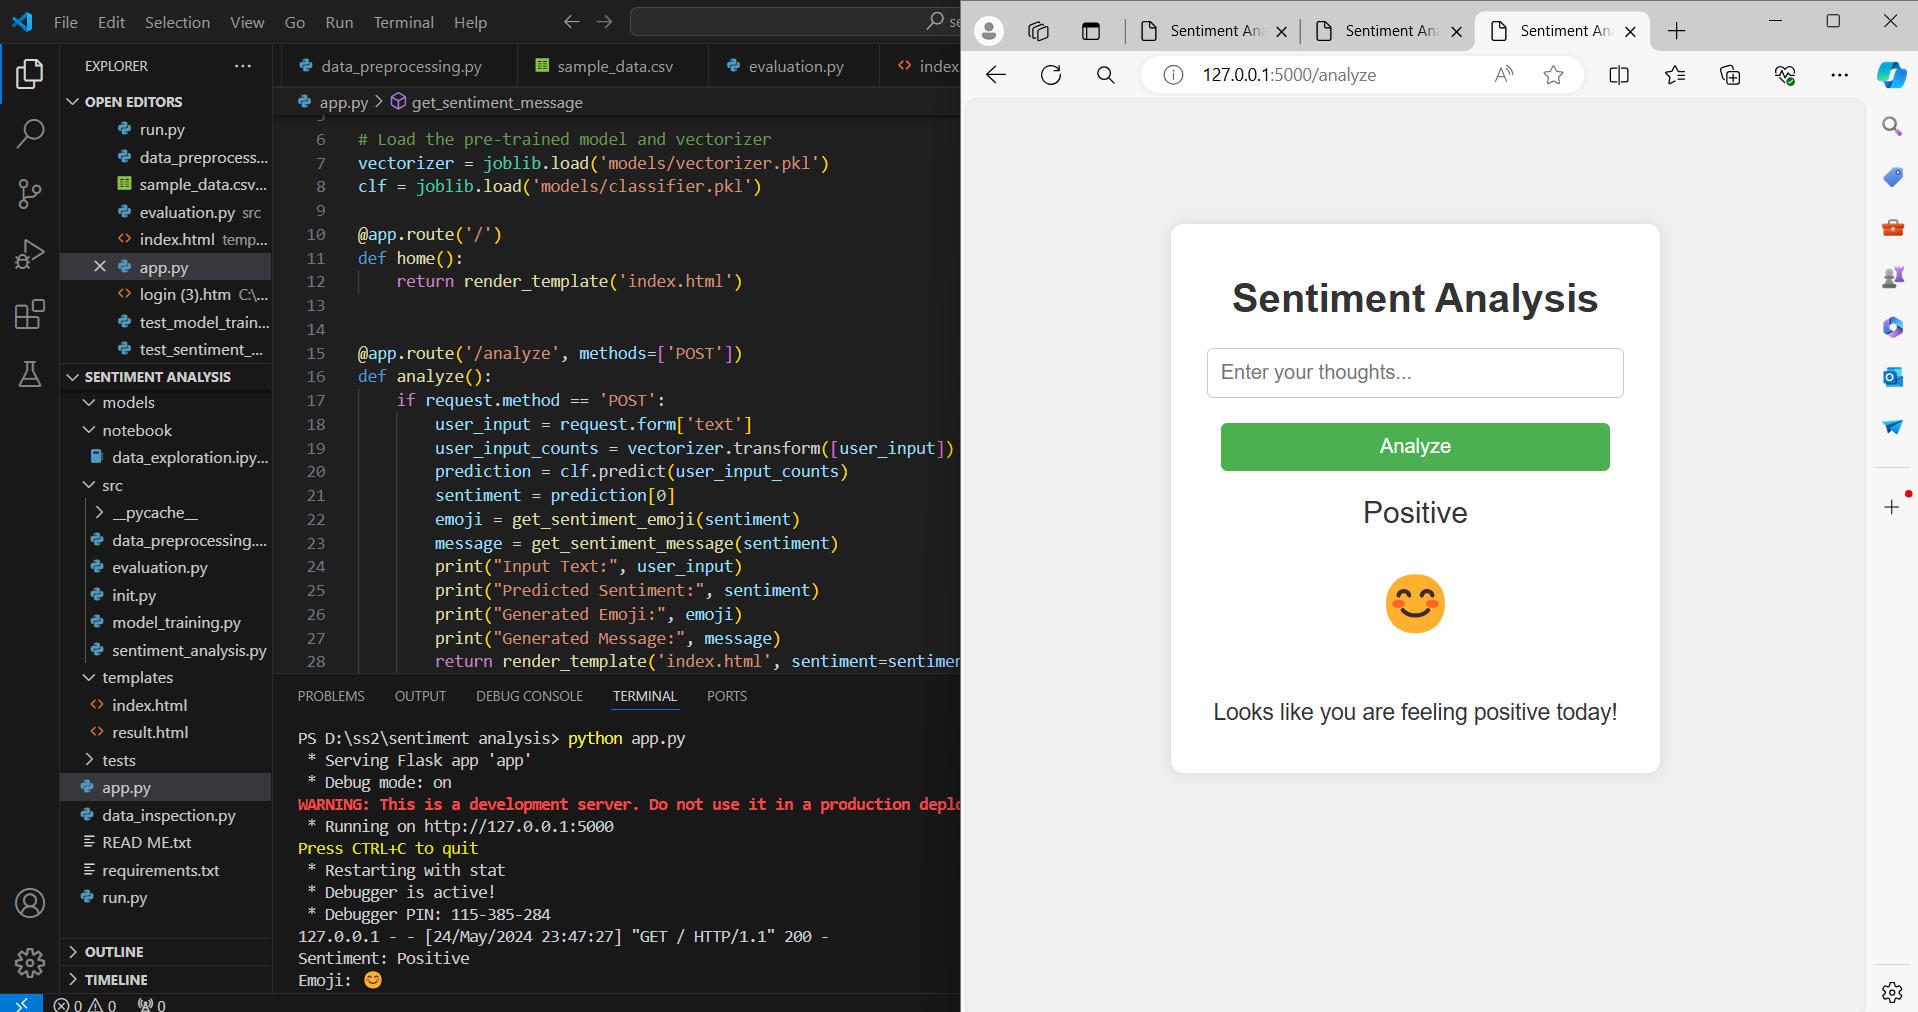 File Edit Selection View Go Run Terminal Help
EXPLORER
OPEN EDITORS
run.py
data_preprocess...
sample_data.csv...
evaluation.py src
index.html temp...
app.py
login (3).htm C:\...
test_model_train...
test_sentiment_...
SENTIMENT ANALYSIS
models
notebook
data_exploration.ipy...
src
__pycache__
data_preprocessing....
evaluation.py
init.py
model_training.py
sentiment_analysis.py
templates
index.html
result.html
tests
app.py
data_inspection.py
READ ME.txt
requirements.txt
run.py
OUTLINE
TIMELINE
0 0 0
data_preprocessing.py sample_data.csv evaluation.py index
app.py > get_sentiment_message
6 # Load the pre-trained model and vectorizer
7 vectorizer = joblib.load('models/vectorizer.pkl')
8 clf = joblib.load('models/classifier.pkl')
9
10 @app.route('/')
11 def home():
12 return render_template('index.html')
13
14
15 @app.route('/analyze', methods=['POST'])
16 def analyze():
17 if request.method == 'POST':
18 user_input = request.form['text']
19 user_input_counts = vectorizer.transform([user_input])
20 prediction = clf.predict(user_input_counts)
21 sentiment = prediction[0]
22 emoji = get_sentiment_emoji(sentiment)
23 message = get_sentiment_message(sentiment)
24 print("Input Text:", user_input)
25 print("Predicted Sentiment:", sentiment)
26 print("Generated Emoji:", emoji)
27 print("Generated Message:", message)
28 return render_template('index.html', sentiment=sentimen
PROBLEMS OUTPUT DEBUG CONSOLE TERMINAL PORTS
PS D:\ss2\sentiment analysis> python app.py
* Serving Flask app 'app'
* Debug mode: on
WARNING: This is a development server. Do not use it in a production deplo
* Running on http://127.0.0.1:5000
Press CTRL+C to quit
* Restarting with stat
* Debugger is active!
* Debugger PIN: 115-385-284
127.0.0.1 - - [24/May/2024 23:47:27] "GET / HTTP/1.1" 200 -
Sentiment: Positive
Emoji: 😊
Sentiment An Sentiment An Sentiment An
127.0.0.1:5000/analyze
Sentiment Analysis
Enter your thoughts...
Analyze
Positive
Looks like you are feeling positive today!